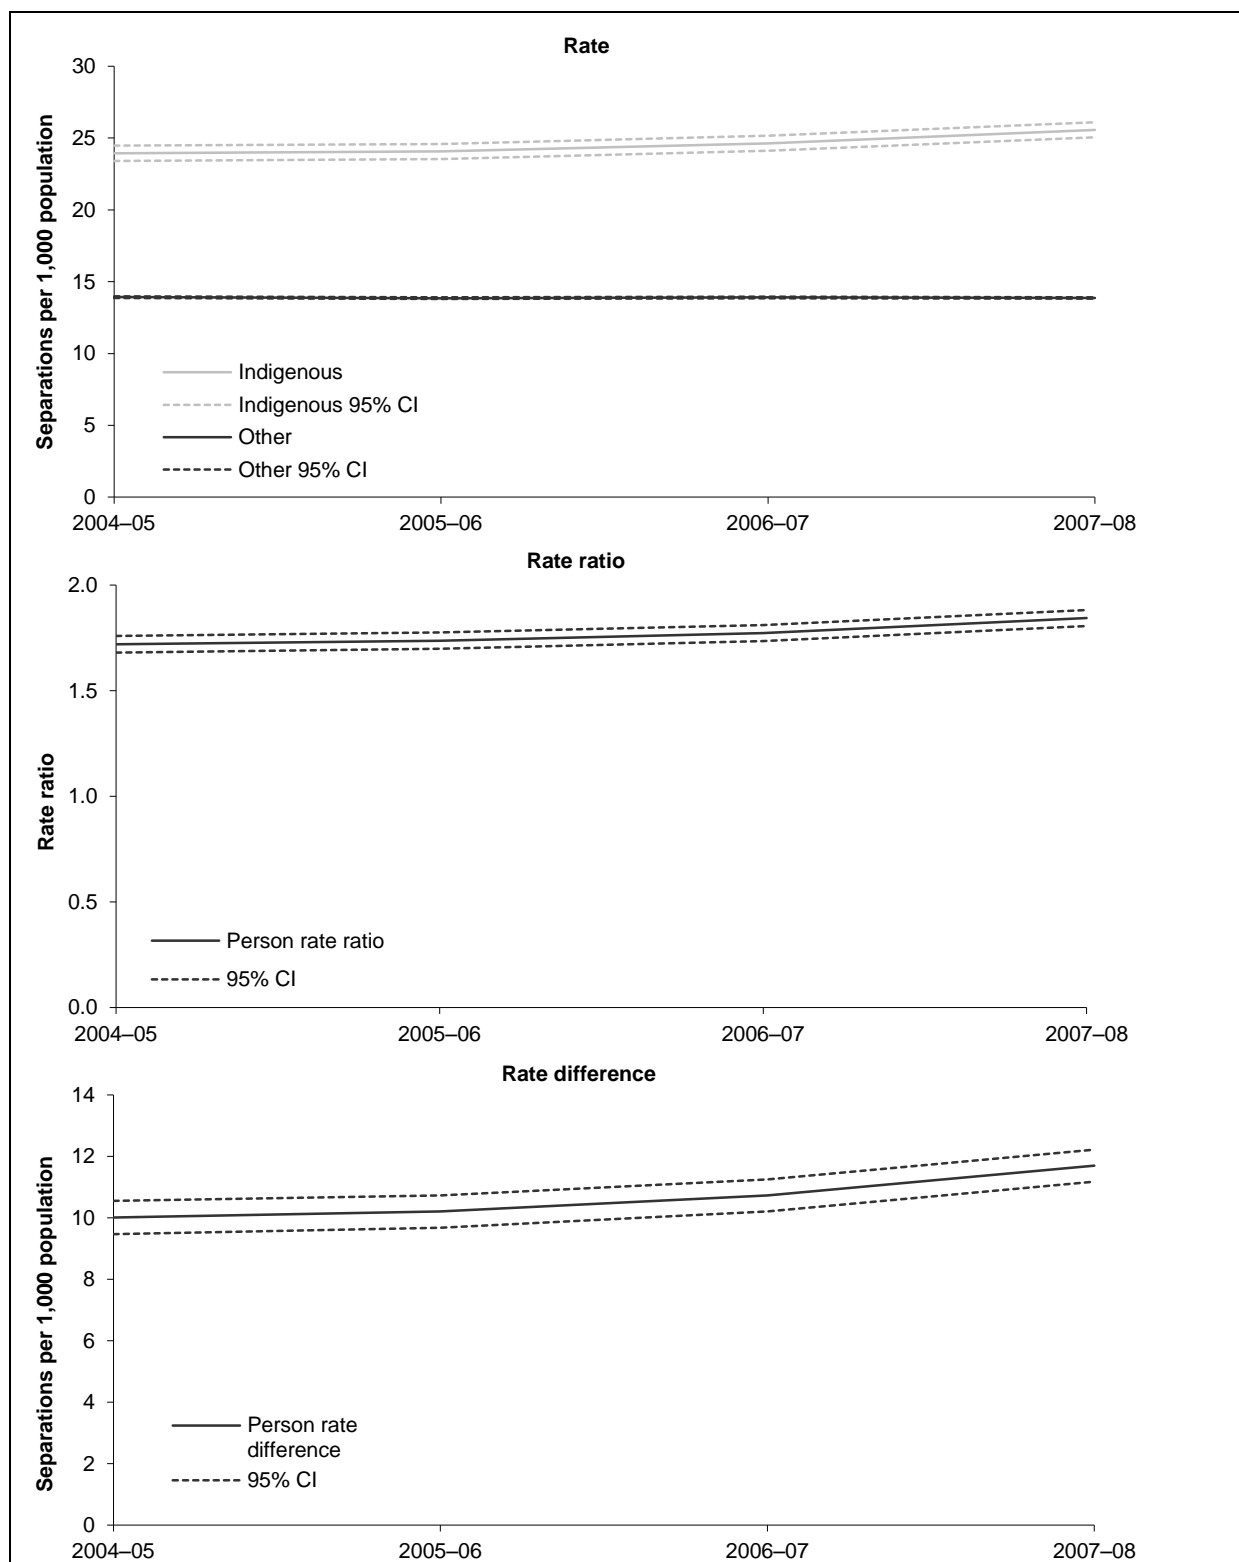 Rate
Separations per 1,000 population
30
25
20
15
10
5
0
Indigenous
Indigenous 95% CI
Other
Other 95% CI
2004–05 2005–06 2006–07 2007–08
Rate ratio
Rate ratio
2.0
1.5
1.0
0.5
0.0
Person rate ratio
95% CI
2004–05 2005–06 2006–07 2007–08
Rate difference
Separations per 1,000 population
14
12
10
8
6
4
2
0
Person rate
difference
95% CI
2004–05 2005–06 2006–07 2007–08